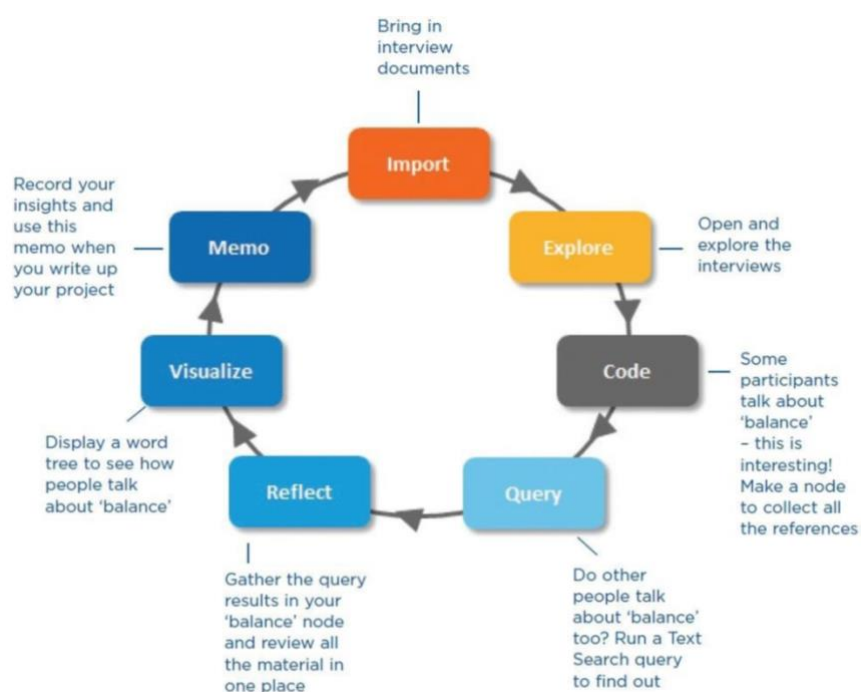 Bring in
interview
documents
Import
Explore
Open and
explore the
interviews
Code
Some
participants
talk about
‘balance’
– this is
interesting!
Make a node
to collect all
the references
Query
Do other
people talk
about ‘balance’
too? Run a Text
Search query
to find out
Reflect
Gather the query
results in your
‘balance’ node
and review all
the material in
one place
Visualize
Display a word
tree to see how
people talk
about ‘balance’
Memo
Record your
insights and
use this
memo when
you write up
your project